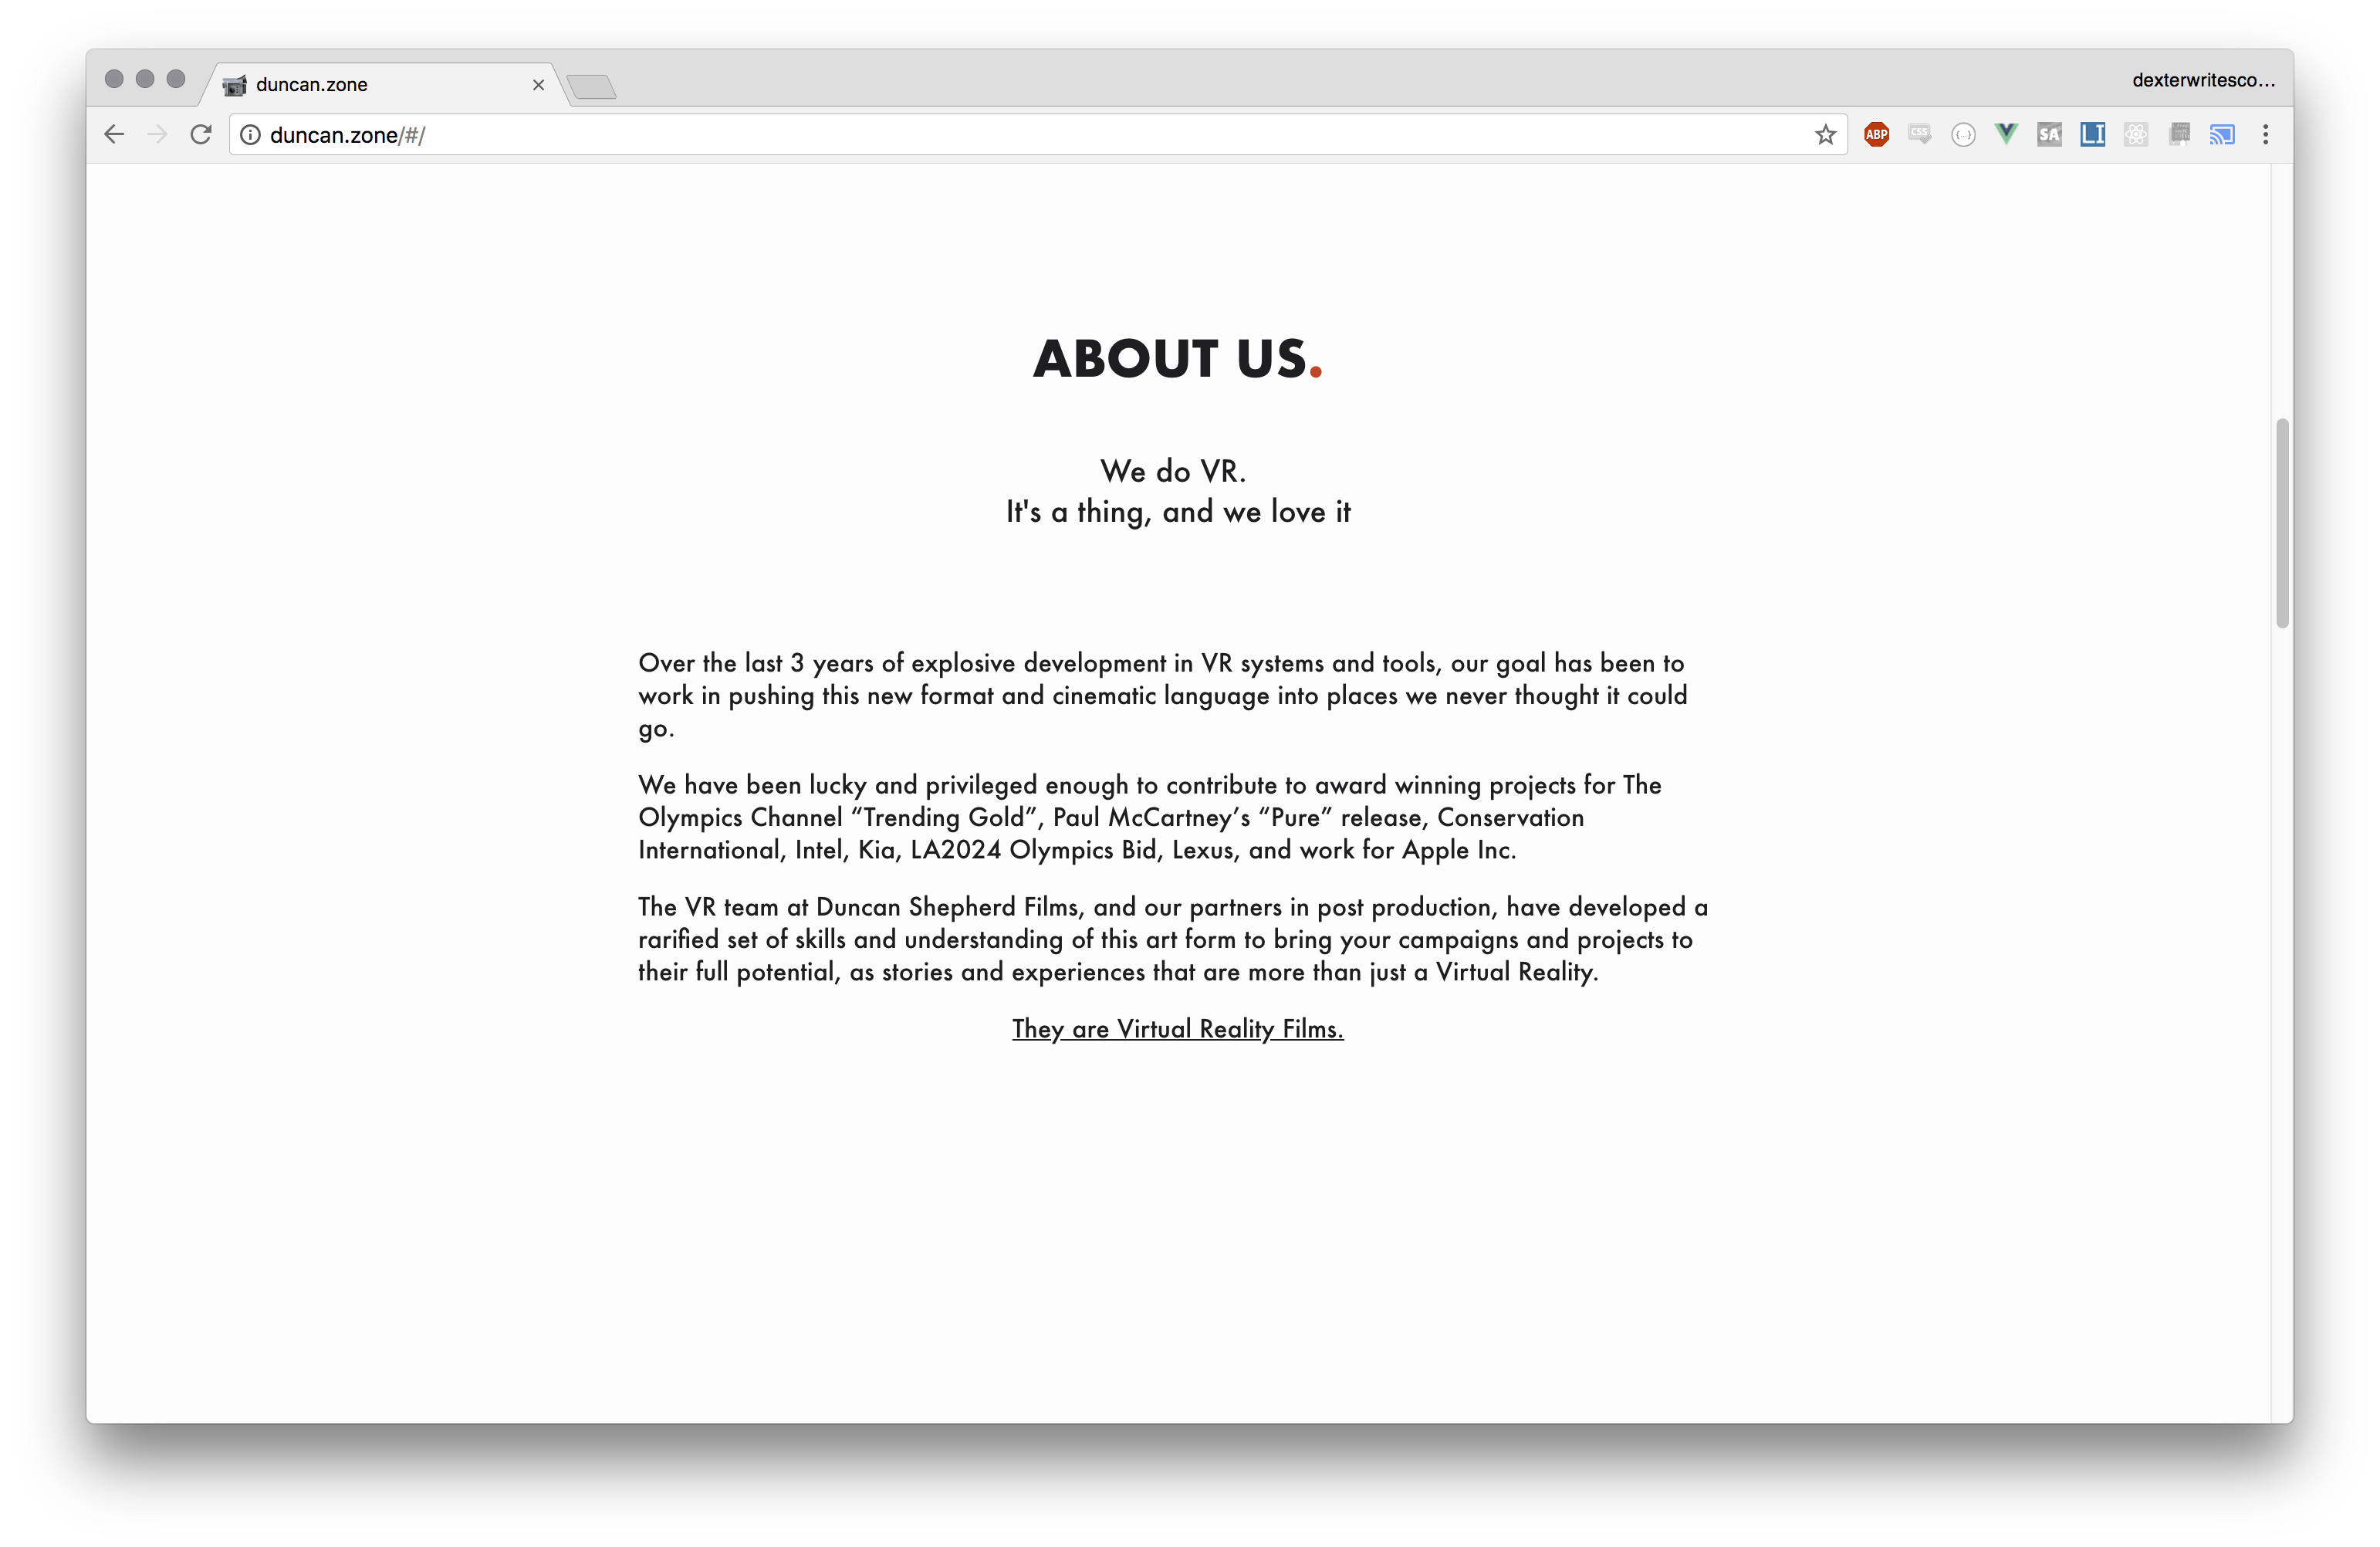 duncan.zone
dexterwritesco...
duncan.zone/#/
ABP
CSS
{...}
SA
LI
ABOUT US.
We do VR.
It's a thing, and we love it
Over the last 3 years of explosive development in VR systems and tools, our goal has been to
work in pushing this new format and cinematic language into places we never thought it could
go.
We have been lucky and privileged enough to contribute to award winning projects for The
Olympics Channel “Trending Gold”, Paul McCartney’s “Pure” release, Conservation
International, Intel, Kia, LA2024 Olympics Bid, Lexus, and work for Apple Inc.
The VR team at Duncan Shepherd Films, and our partners in post production, have developed a
rarified set of skills and understanding of this art form to bring your campaigns and projects to
their full potential, as stories and experiences that are more than just a Virtual Reality.
They are Virtual Reality Films.